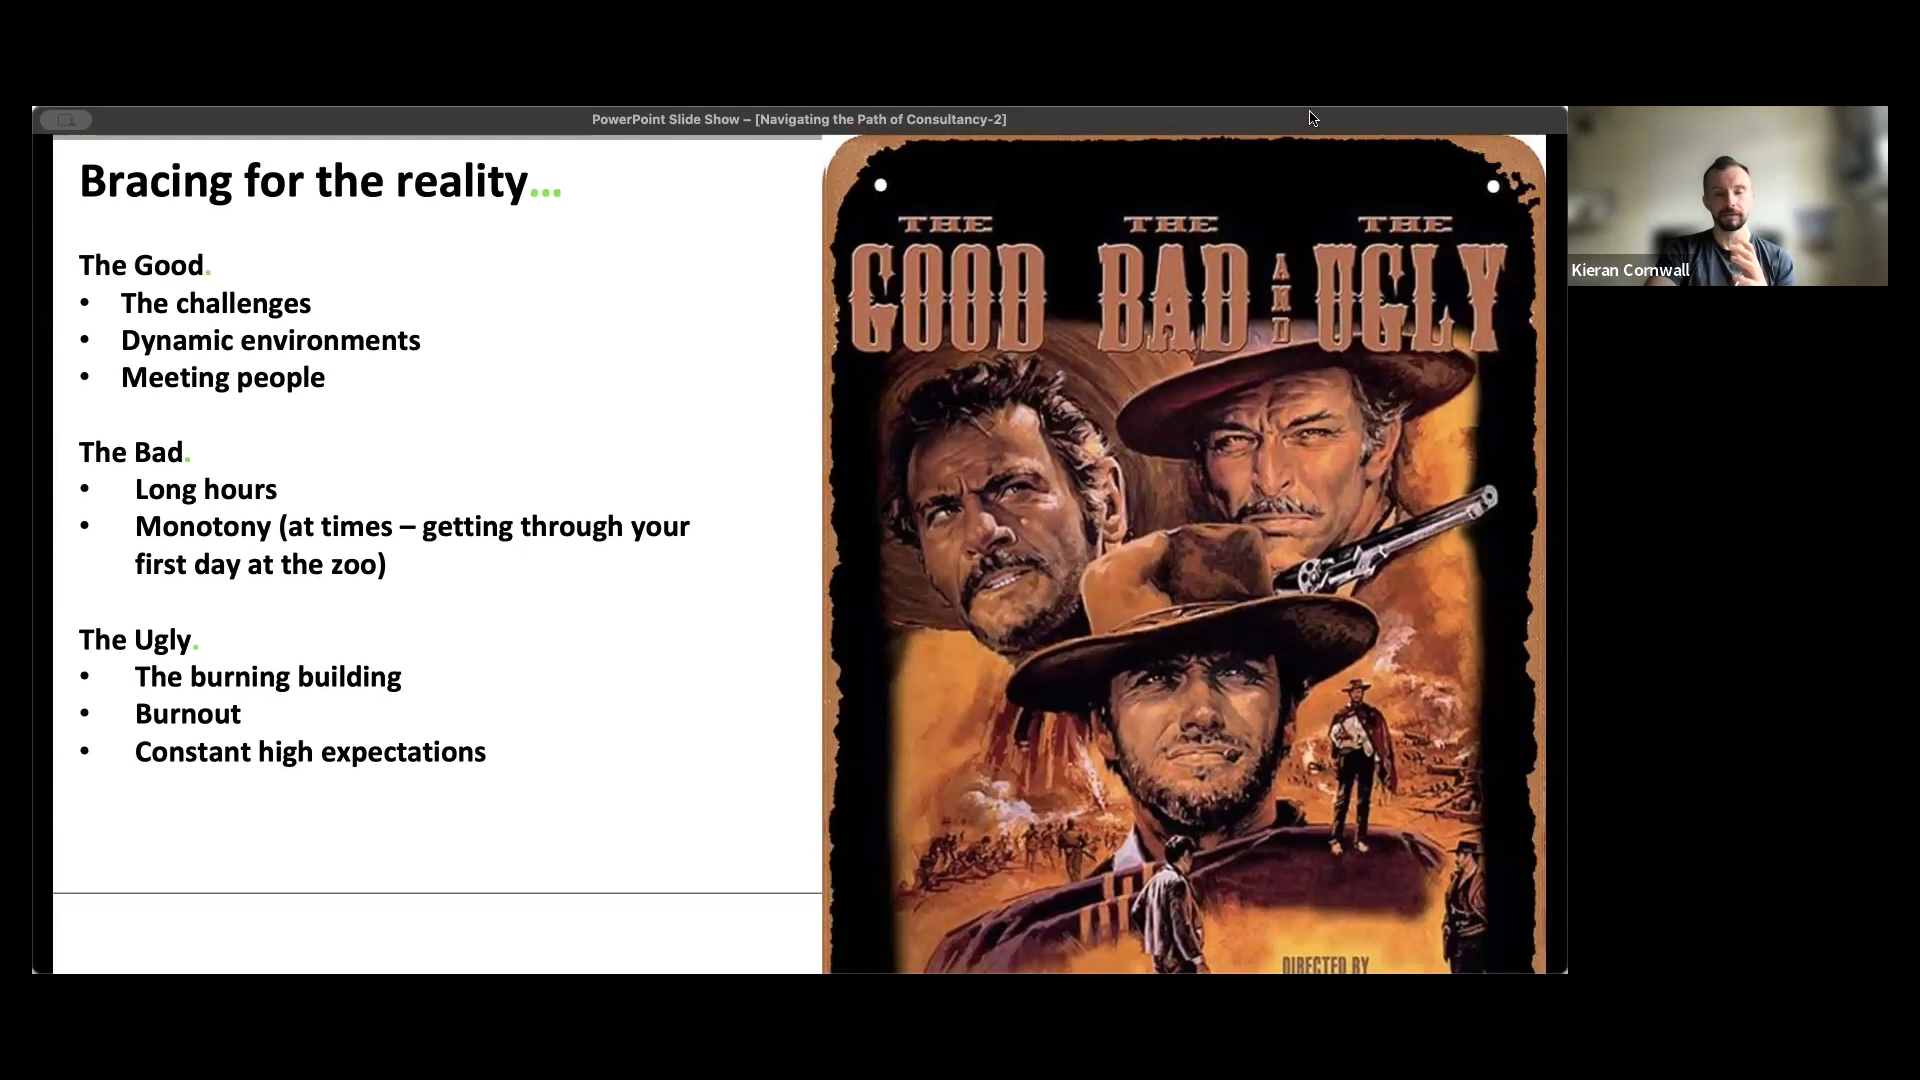 PowerPoint Slide Show – [Navigating the Path of Consultancy-2]
Bracing for the reality...
The Good.
• The challenges
• Dynamic environments
• Meeting people
The Bad.
• Long hours
• Monotony (at times – getting through your
first day at the zoo)
The Ugly.
• The burning building
• Burnout
• Constant high expectations
THE THE THE
GOOD BAD AND UGLY
DIRECTED BY
Kieran Cornwall